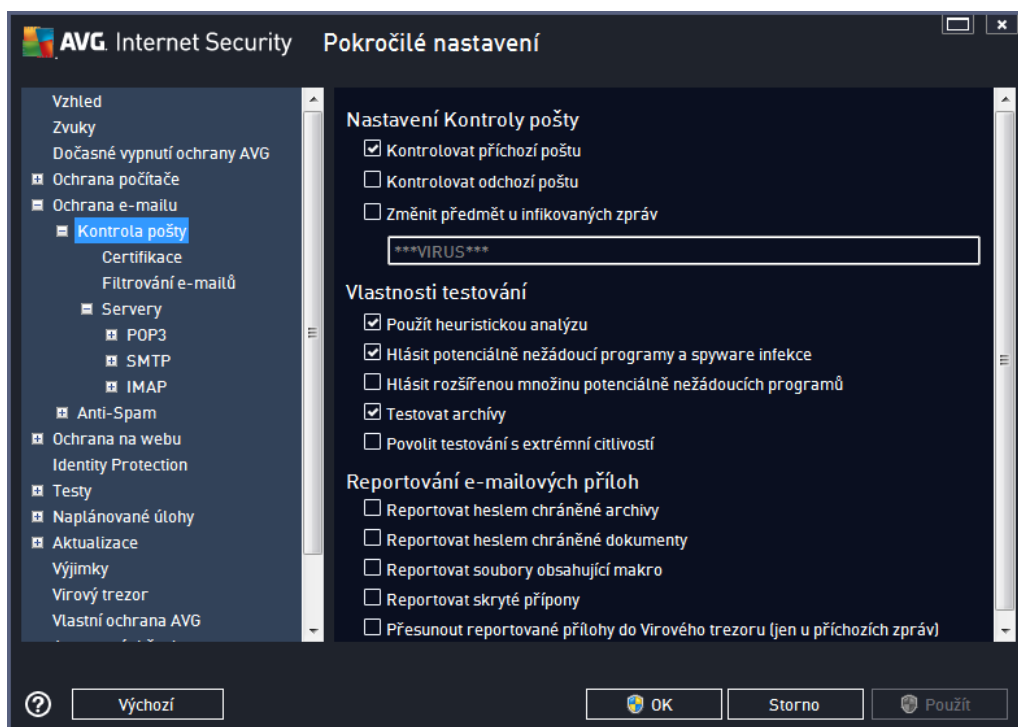 AVG. Internet Security Pokročilé nastavení
Vzhled
Zvuky
Dočasné vypnutí ochrany AVG
Ochrana počítače
Ochrana e-mailu
Kontrola pošty
Certifikace
Filtrování e-mailů
Servery
POP3
SMTP
IMAP
Anti-Spam
Ochrana na webu
Identity Protection
Testy
Naplánované úlohy
Aktualizace
Výjimky
Virový trezor
Vlastní ochrana AVG
Nastavení Kontroly pošty
Kontrolovat příchozí poštu
Kontrolovat odchozí poštu
Změnit předmět u infikovaných zpráv
***VIRUS***
Vlastnosti testování
Použít heuristickou analýzu
Hlásit potenciálně nežádoucí programy a spyware infekce
Hlásit rozšířenou množinu potenciálně nežádoucích programů
Testovat archívy
Povolit testování s extrémní citlivostí
Reportování e-mailových příloh
Reportovat heslem chráněné archivy
Reportovat heslem chráněné dokumenty
Reportovat soubory obsahující makro
Reportovat skryté přípony
Přesunout reportované přílohy do Virového trezoru (jen u příchozích zpráv)
Výchozí
OK
Storno
Použít